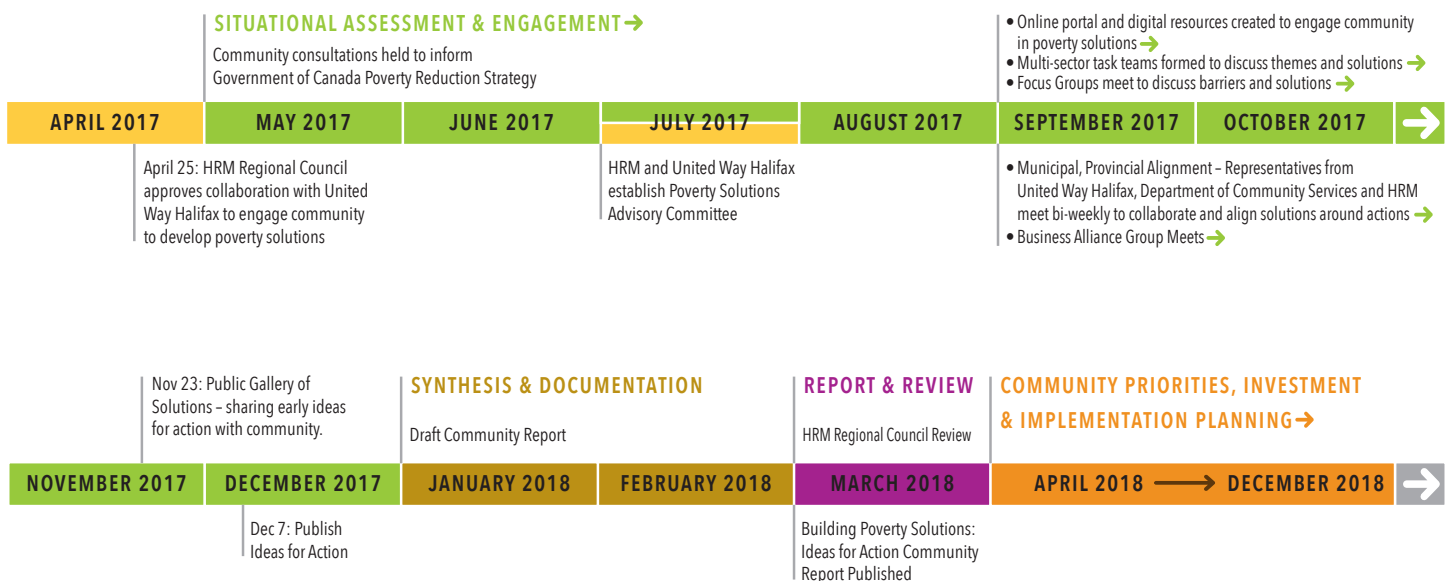 SITUATIONAL ASSESSMENT & ENGAGEMENT→
Community consultations held to inform
Government of Canada Poverty Reduction Strategy
• Online portal and digital resources created to engage community
in poverty solutions →
• Multi-sector task teams formed to discuss themes and solutions →
• Focus Groups meet to discuss barriers and solutions →
APRIL 2017 MAY 2017 JUNE 2017 JULY 2017 AUGUST 2017 SEPTEMBER 2017 OCTOBER 2017 →
April 25: HRM Regional Council
approves collaboration with United
Way Halifax to engage community
to develop poverty solutions
HRM and United Way Halifax
establish Poverty Solutions
Advisory Committee
• Municipal, Provincial Alignment – Representatives from
United Way Halifax, Department of Community Services and HRM
meet bi-weekly to collaborate and align solutions around actions →
• Business Alliance Group Meets →
Nov 23: Public Gallery of
Solutions – sharing early ideas
for action with community.
SYNTHESIS & DOCUMENTATION
Draft Community Report
REPORT & REVIEW
HRM Regional Council Review
COMMUNITY PRIORITIES, INVESTMENT
& IMPLEMENTATION PLANNING→
NOVEMBER 2017 DECEMBER 2017 JANUARY 2018 FEBRUARY 2018 MARCH 2018 APRIL 2018 → DECEMBER 2018 →
Dec 7: Publish
Ideas for Action
Building Poverty Solutions:
Ideas for Action Community
Report Published